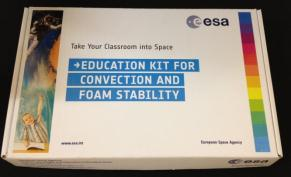 esa
Take Your Classroom into Space
→EDUCATION KIT FOR
CONVECTION AND
FOAM STABILITY
www.esa.int
European Space Agency
esa